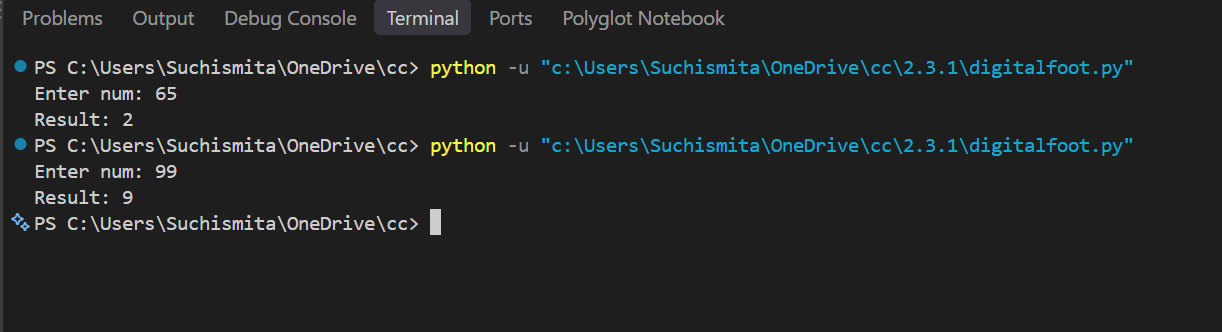 Problems Output Debug Console Terminal Ports Polyglot Notebook
PS C:\Users\Suchismita\OneDrive\cc> python -u "c:\Users\Suchismita\OneDrive\cc\2.3.1\digitalfoot.py"
Enter num: 65
Result: 2
PS C:\Users\Suchismita\OneDrive\cc> python -u "c:\Users\Suchismita\OneDrive\cc\2.3.1\digitalfoot.py"
Enter num: 99
Result: 9
PS C:\Users\Suchismita\OneDrive\cc>